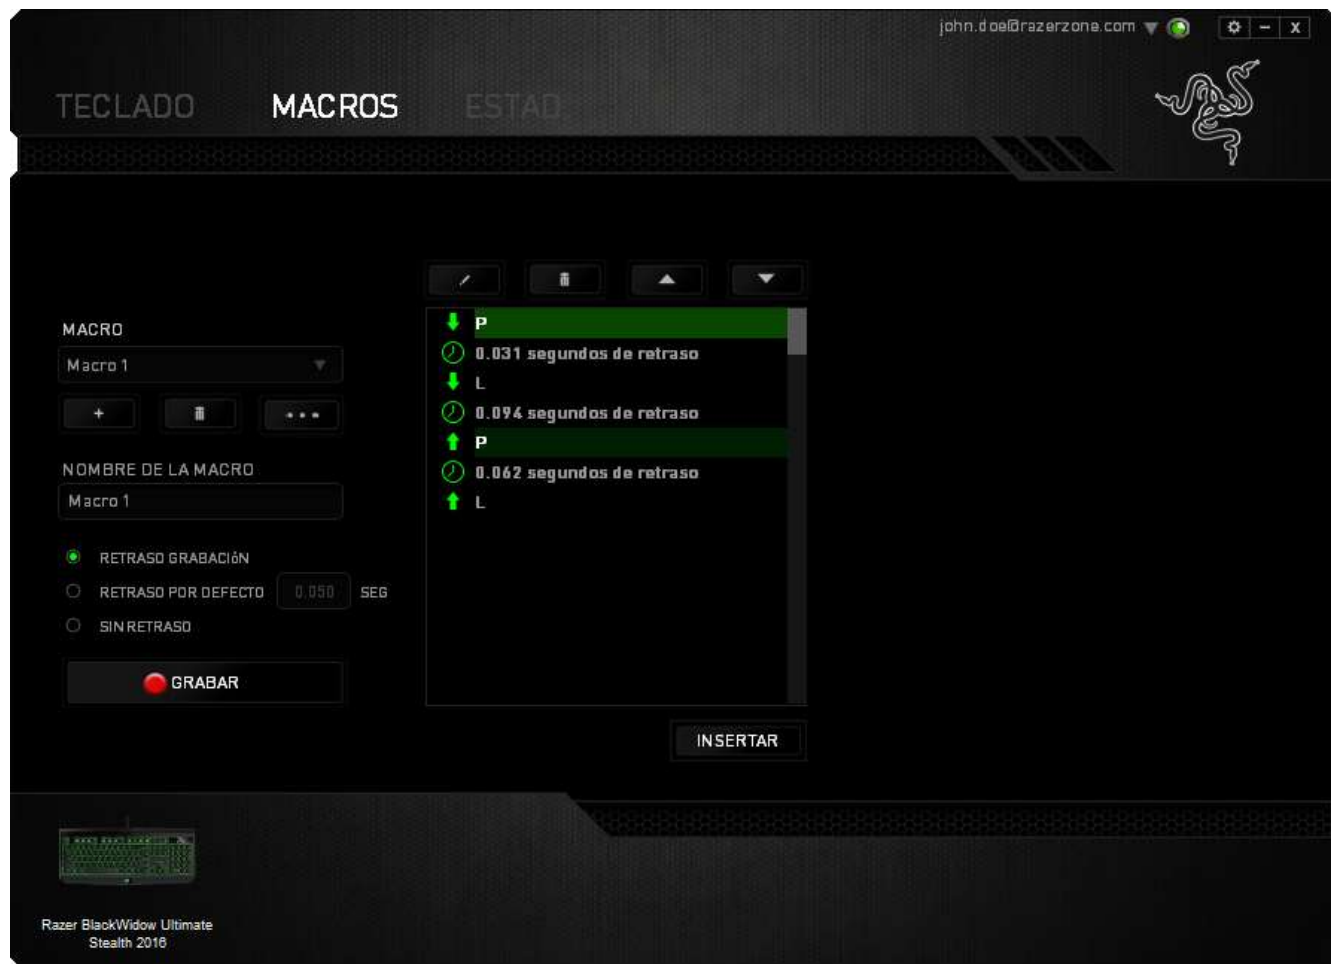 john.doe@razerzone.com
TECLADO MACROS ESTAD.
MACRO
Macro 1
NOMBRE DE LA MACRO
Macro 1
RETRASO GRABACIóN
RETRASO POR DEFECTO 0.050 SEG
SIN RETRASO
GRABAR
P
0.031 segundos de retraso
L
0.094 segundos de retraso
P
0.062 segundos de retraso
L
INSERTAR
Razer BlackWidow Ultimate
Stealth 2016